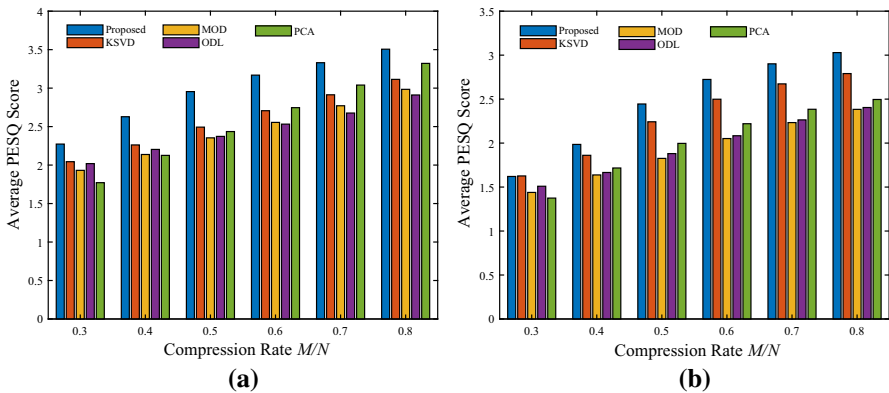 4
3.5
3
2.5
2
1.5
1
0.5
0
Average PESQ Score
Proposed
KSVD
MOD
ODL
PCA
0.3
0.4
0.5
0.6
0.7
0.8
Compression Rate M/N
(a)
3.5
3
2.5
2
1.5
1
0.5
0
Average PESQ Score
Proposed
KSVD
MOD
ODL
PCA
0.3
0.4
0.5
0.6
0.7
0.8
Compression Rate M/N
(b)